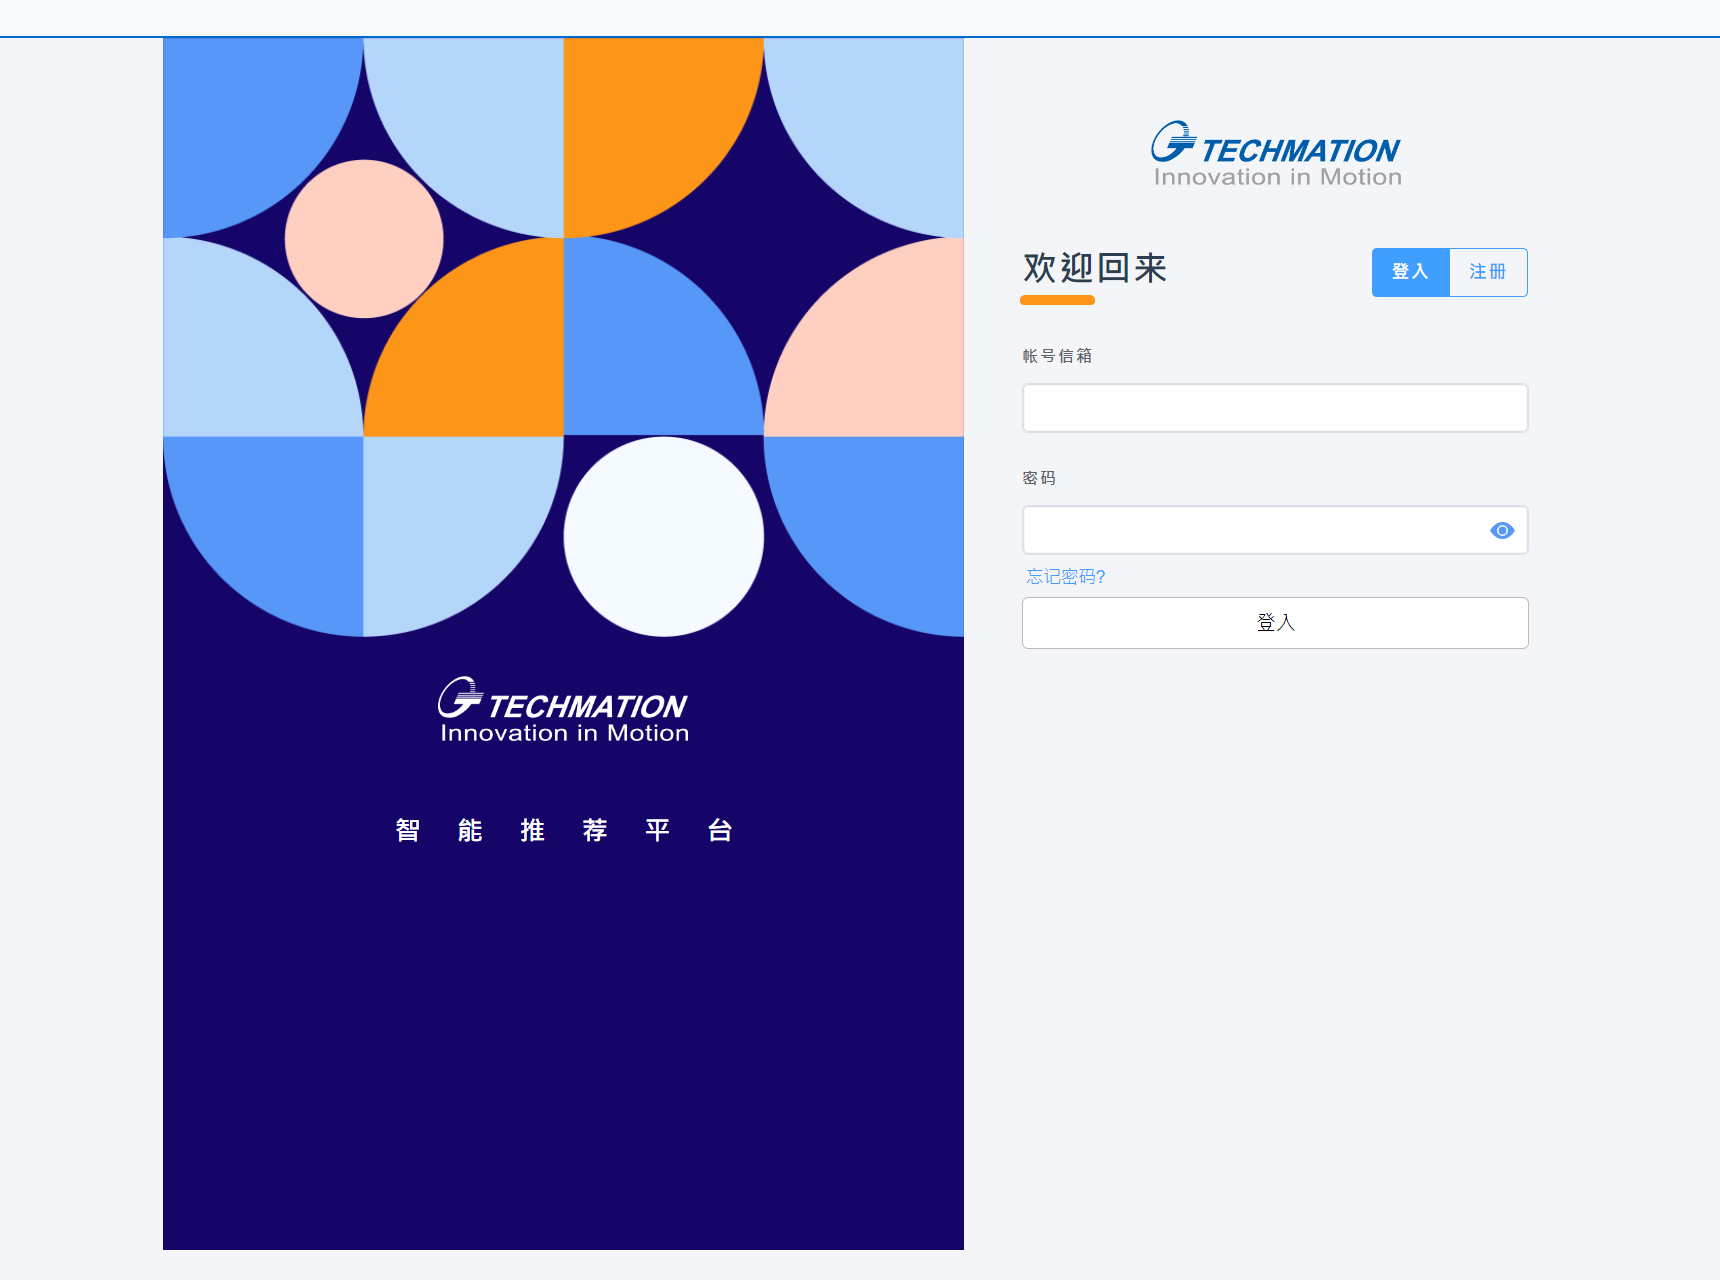 TECHMATION
Innovation in Motion
智能推荐平台
TECHMATION
Innovation in Motion
欢迎回来
登入 注册
帐号信箱
密码
忘记密码?
登入